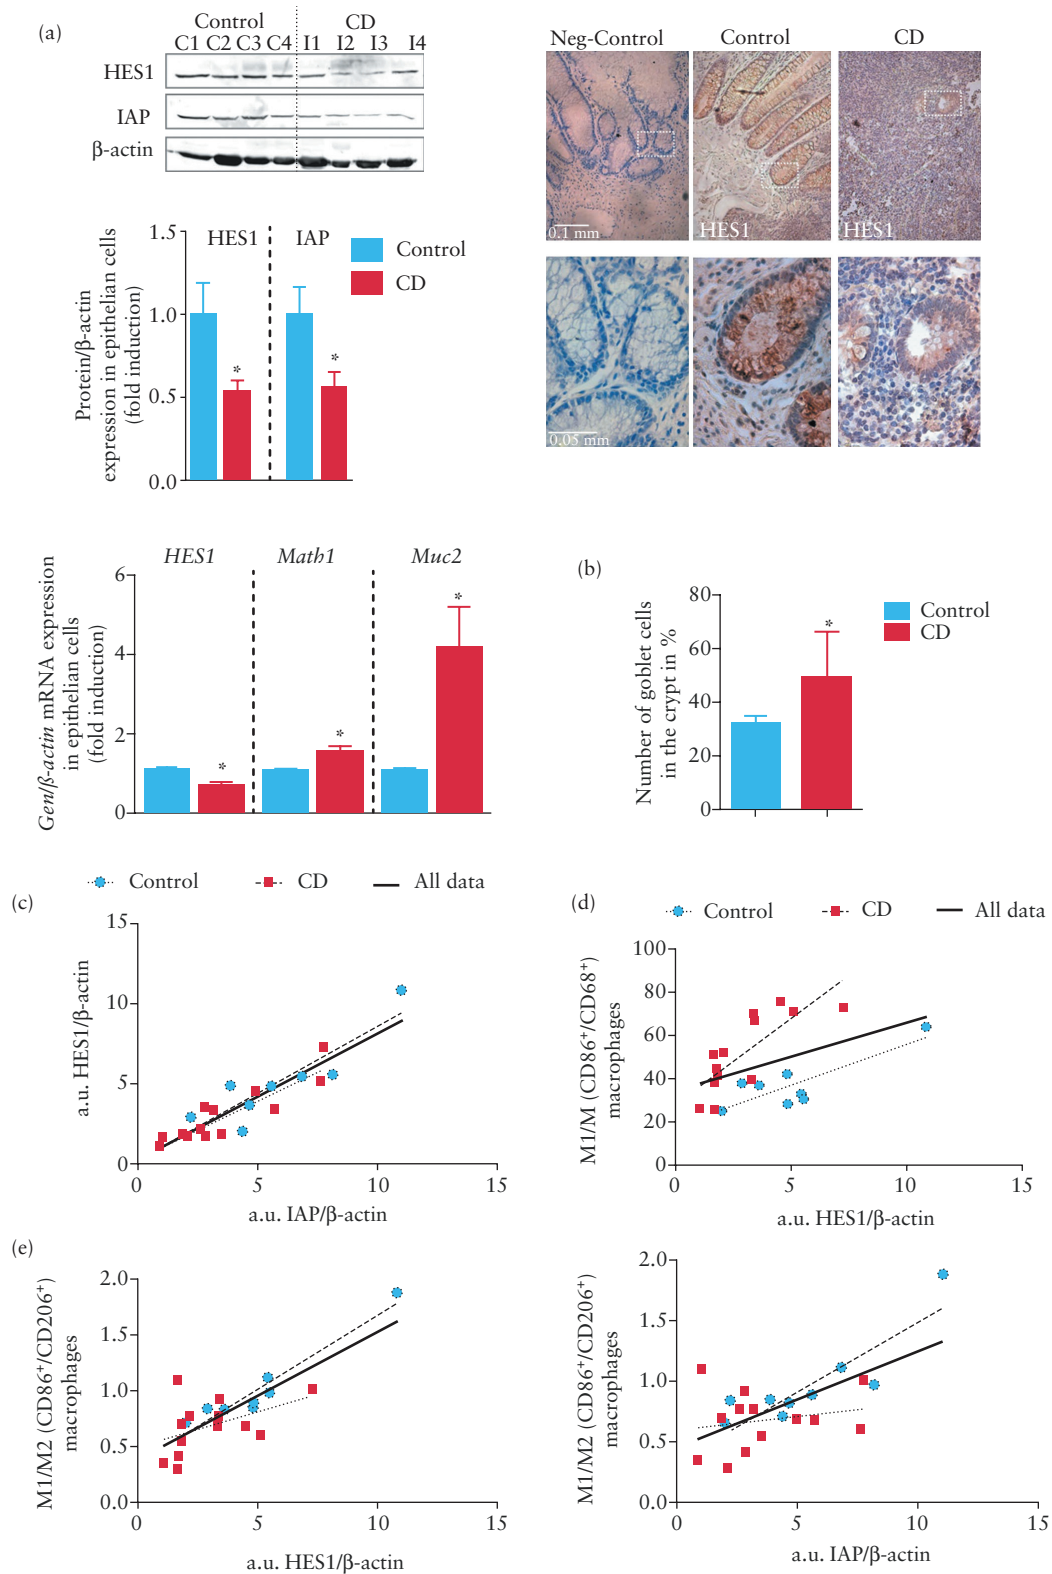 (a)
Control CD
C1 C2 C3 C4 I1 I2 I3 I4
HES1
IAP
β-actin
Neg-Control Control CD
0.1 mm
HES1
HES1
0.05 mm
Protein/β-actin
expression in epithelian cells
(fold induction)
1.5
1.0
0.5
0.0
HES1 IAP
Control
CD
*
*
Gen/β-actin mRNA expression
in epithelian cells
(fold induction)
HES1 Math1 Muc2
6
4
2
0
*
*
*
(b)
Number of goblet cells
in the crypt in %
80
60
40
20
0
*
Control
CD
(c)
Control CD All data
a.u. HES1/β-actin
15
10
5
0
0 5 10 15
a.u. IAP/β-actin
(d)
Control CD All data
M1/M (CD86+/CD68+)
macrophages
100
80
60
40
20
0
0 5 10 15
a.u. HES1/β-actin
(e)
M1/M2 (CD86+/CD206+)
macrophages
2.0
1.5
1.0
0.5
0.0
0 5 10 15
a.u. HES1/β-actin
M1/M2 (CD86+/CD206+)
macrophages
2.0
1.5
1.0
0.5
0.0
0 5 10 15
a.u. IAP/β-actin